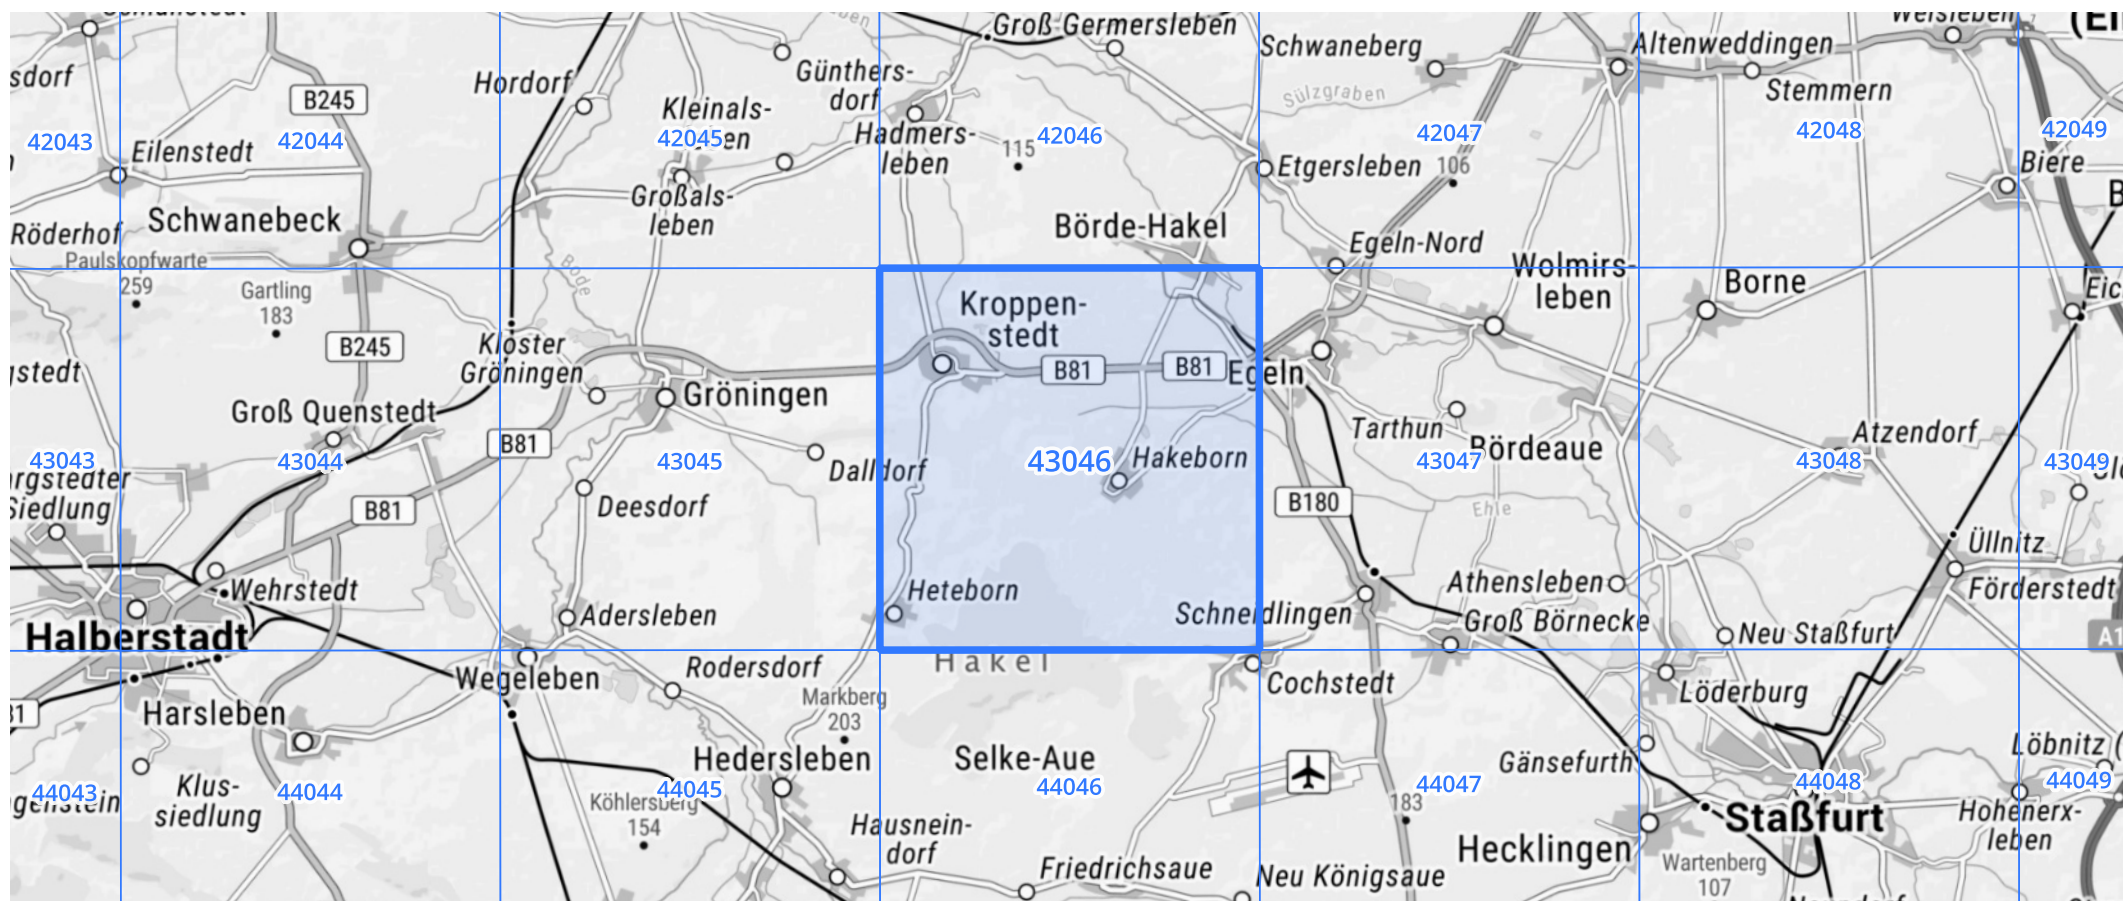 Groß-Germersleben
Schwaneberg
Altenweddingen
sdorf
Hordorf
Günthers-
dorf
B245
Kleinals-
Stemmern
Sülzgraben
42043
Eilenstedt
42044
42045
Hadmers-
leben
42046
115
42047
42048
42049
Etgersleben
106
Biere
Großals-
leben
Röderhof
Schwanebeck
Börde-Hakel
Egeln-Nord
Paulskopfwarte
259
Gartling
183
Bode
Wolmirs-
leben
Borne
Kroppen-
stedt
B245
Kloster
Gröningen
B81
B81
Egeln
Gröningen
Groß Quenstedt
B81
Tarthun
Bördeaue
Atzendorf
43043
43044
43045
Dalldorf
43046
Hakeborn
43047
43048
43049
Siedlung
B81
Deesdorf
B180
Ehle
Üllnitz
Wehrstedt
Heteborn
Athensleben
Förderstedt
Adersleben
Schneidlingen
Groß Börnecke
Halberstadt
Neu Staßfurt
A1
Wegeleben
Rodersdorf
Hakel
Cochstedt
Löderburg
Harsleben
Markberg
203
81
Hedersleben
Selke-Aue
Gänsefurth
Löbnitz (
44043
Klus-
siedlung
44044
44045
Köhlersberg
154
44046
44047
183
44048
44049
Staßfurt
Hohenerx-
leben
Hausnein-
dorf
Hecklingen
Friedrichsaue
Neu Königsaue
Wartenberg
107